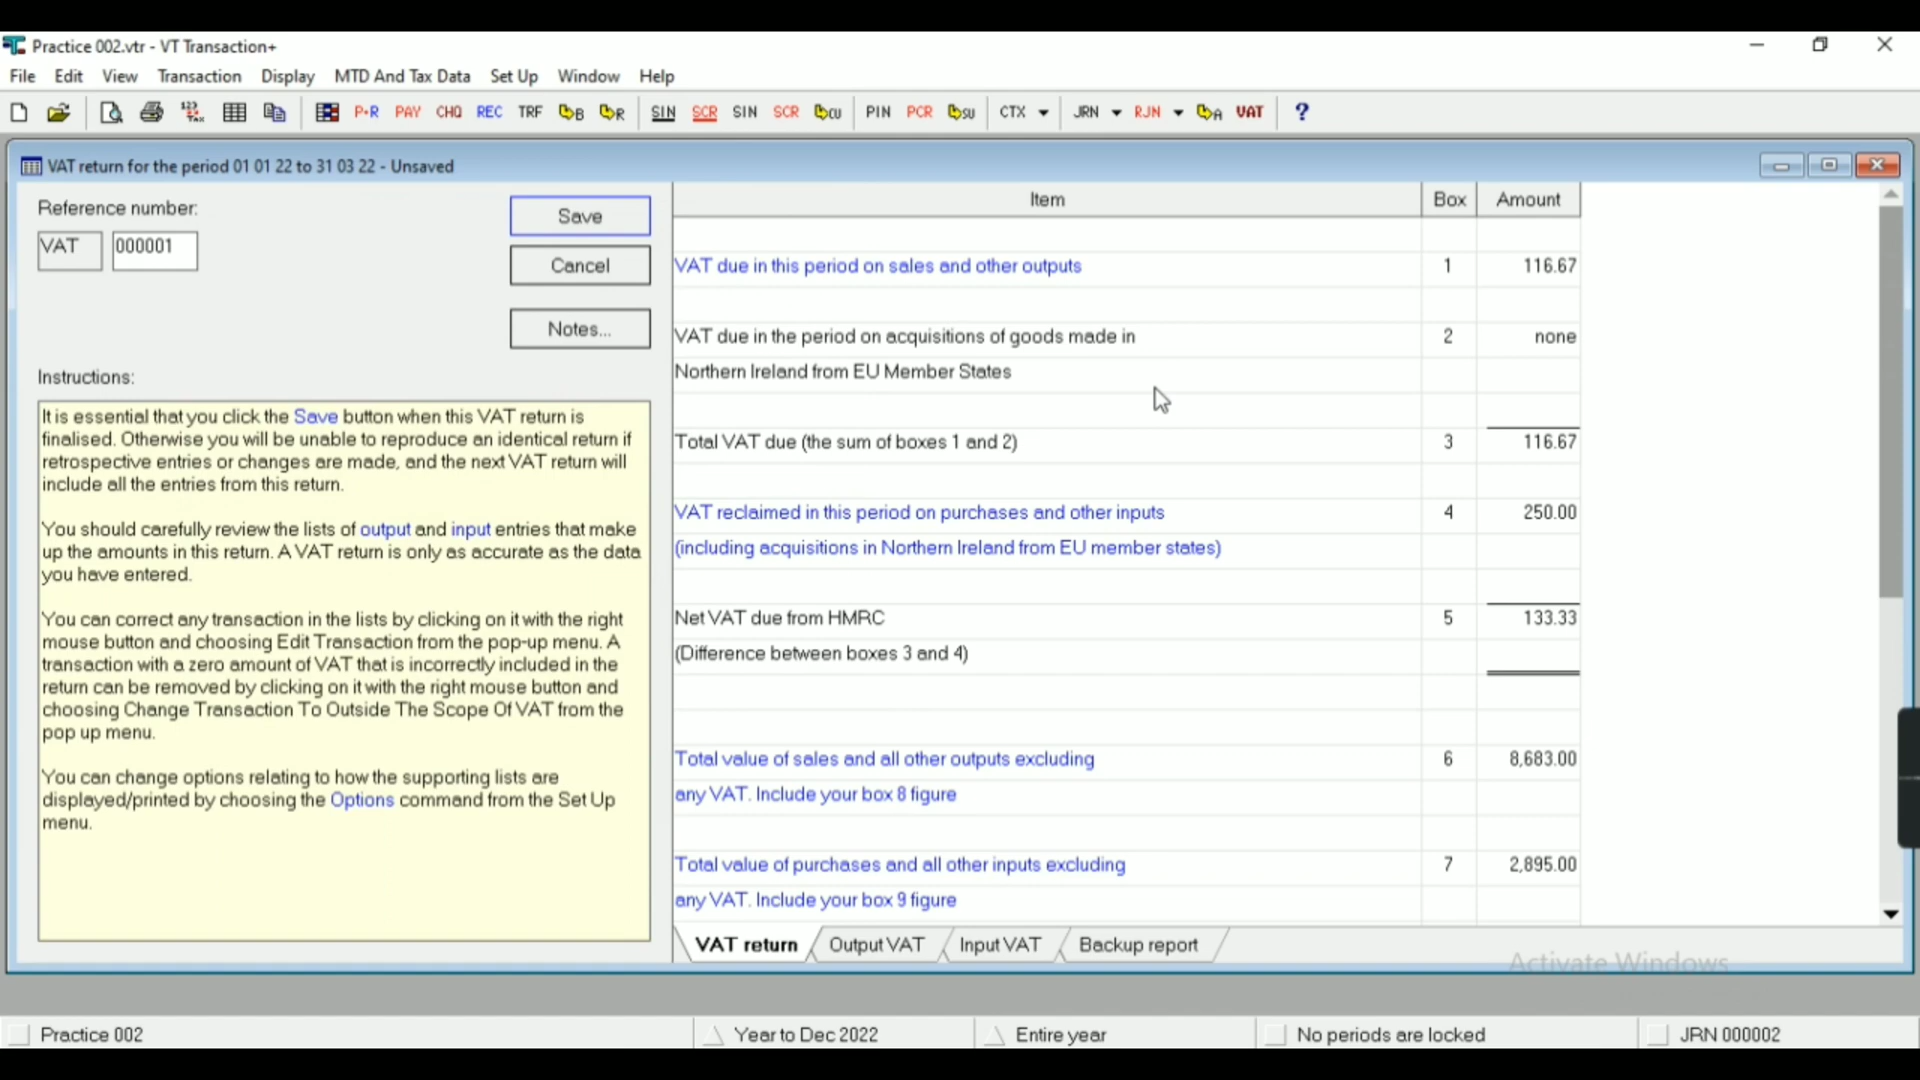 Practice 002.vtr - VT Transaction+
File Edit View Transaction Display MTD And Tax Data Set Up Window Help
P+R PAY CHQ REC TRF B R SIN SCR SIN SCR CU PIN PCR SU CTX JRN RJN A VAT ?
VAT return for the period 01 01 22 to 31 03 22 - Unsaved
Reference number:
VAT 000001
Save
Cancel
Notes...
Instructions:
It is essential that you click the Save button when this VAT return is
finalised. Otherwise you will be unable to reproduce an identical return if
retrospective entries or changes are made, and the next VAT return will
include all the entries from this return.
You should carefully review the lists of output and input entries that make
up the amounts in this return. A VAT return is only as accurate as the data
you have entered.
You can correct any transaction in the lists by clicking on it with the right
mouse button and choosing Edit Transaction from the pop-up menu. A
transaction with a zero amount of VAT that is incorrectly included in the
return can be removed by clicking on it with the right mouse button and
choosing Change Transaction To Outside The Scope Of VAT from the
pop up menu.
You can change options relating to how the supporting lists are
displayed/printed by choosing the Options command from the Set Up
menu.
Item Box Amount
VAT due in this period on sales and other outputs 1 116.67
VAT due in the period on acquisitions of goods made in 2 none
Northern Ireland from EU Member States
Total VAT due (the sum of boxes 1 and 2) 3 116.67
VAT reclaimed in this period on purchases and other inputs 4 250.00
(including acquisitions in Northern Ireland from EU member states)
Net VAT due from HMRC 5 133.33
(Difference between boxes 3 and 4)
Total value of sales and all other outputs excluding 6 8,683.00
any VAT. Include your box 8 figure
Total value of purchases and all other inputs excluding 7 2,895.00
any VAT. Include your box 9 figure
VAT return Output VAT Input VAT Backup report
Activate Windows
Practice 002 Year to Dec 2022 Entire year No periods are locked JRN 000002